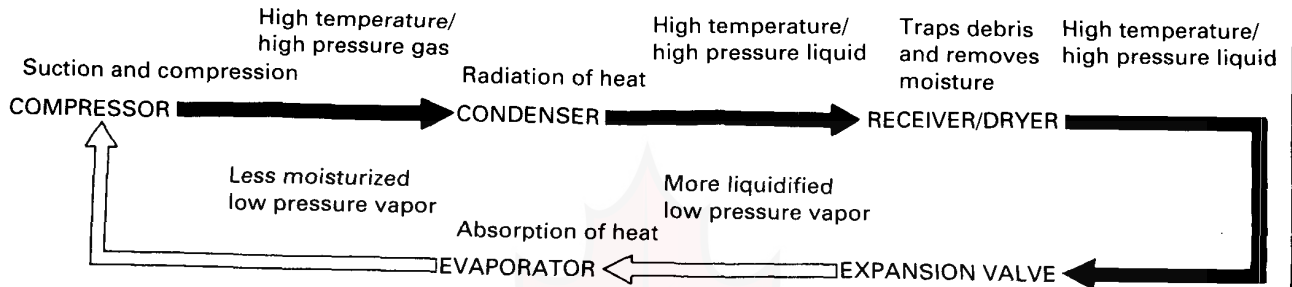 High temperature/
high pressure gas
High temperature/
high pressure liquid
Traps debris
and removes
moisture
High temperature/
high pressure liquid
Suction and compression
Radiation of heat
COMPRESSOR
CONDENSER
RECEIVER/DRYER
Less moisturized
low pressure vapor
More liquidified
low pressure vapor
Absorption of heat
EVAPORATOR
EXPANSION VALVE